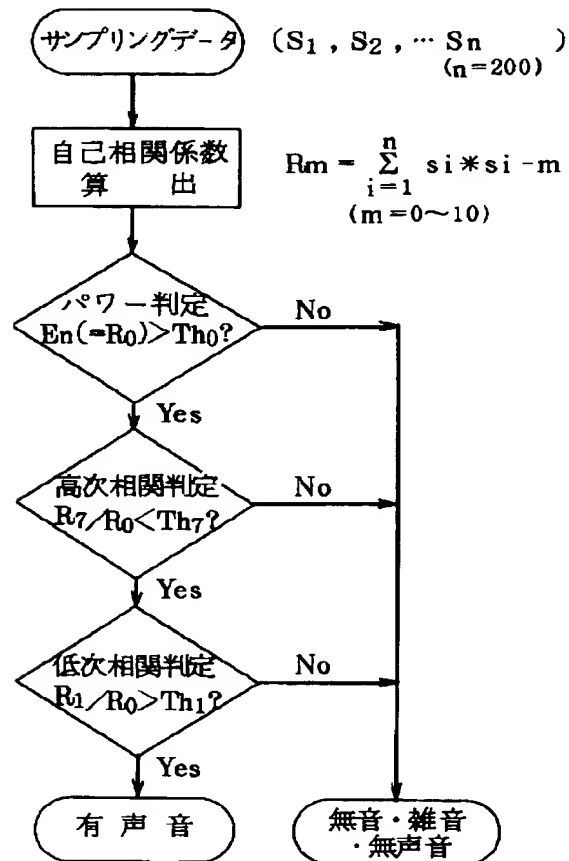 サンプリングデータ (S1 , S2 , … Sn )
(n=200)
自己相関係数
算 出
Rm = Σ si*si-m
n
i=1
(m=0~10)
パワー判定
En(=R0)>Th0?
No
Yes
高次相関判定
R7/R0<Th7?
No
Yes
低次相関判定
R1/R0>Th1?
No
Yes
有声音
無音・雑音
・無声音